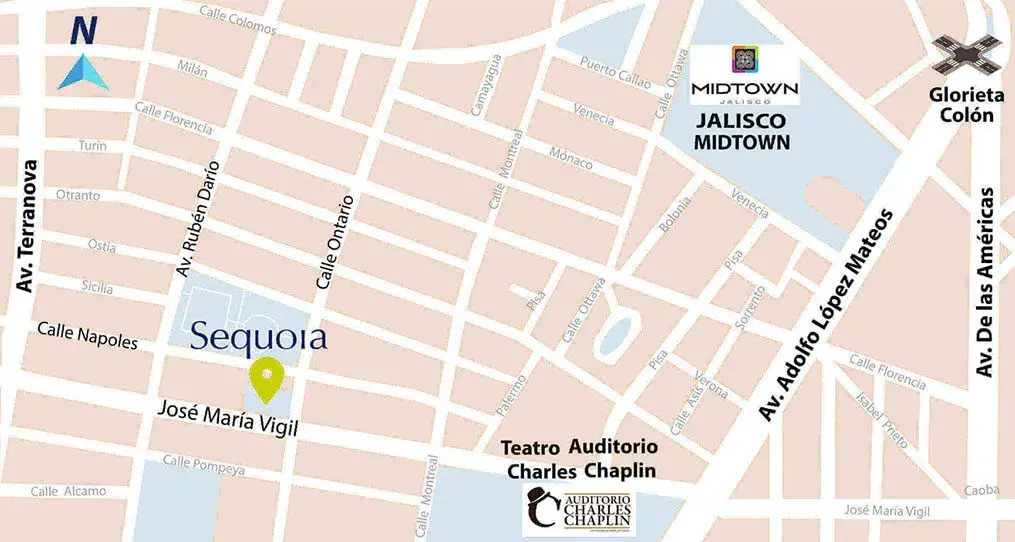 N
Calle Colomos
Milán
Calle Florencia
Turín
Otranto
Ostia
Sicilia
Av. Terranova
Av. Rubén Darío
Calle Ontario
Camayagua
Calle Montreal
Puerto Callao
Calle Ottawa
Venecia
Mónaco
MIDTOWN
JALISCO
JALISCO
MIDTOWN
Glorieta
Colón
Bolonia
Venecia
Pisa
Sorrento
Pisa
Calle Ottawa
Pisa
Verona
Calle Asís
Palermo
Av. Adolfo López Mateos
Av. De las Américas
Calle Florencia
Isabel Prieto
Caoba
José María Vigil
Calle Napoles
Sequoia
José María Vigil
Calle Pompeya
Calle Alcamo
Calle Montreal
Teatro Auditorio
Charles Chaplin
AUDITORIO
CHARLES
CHAPLIN